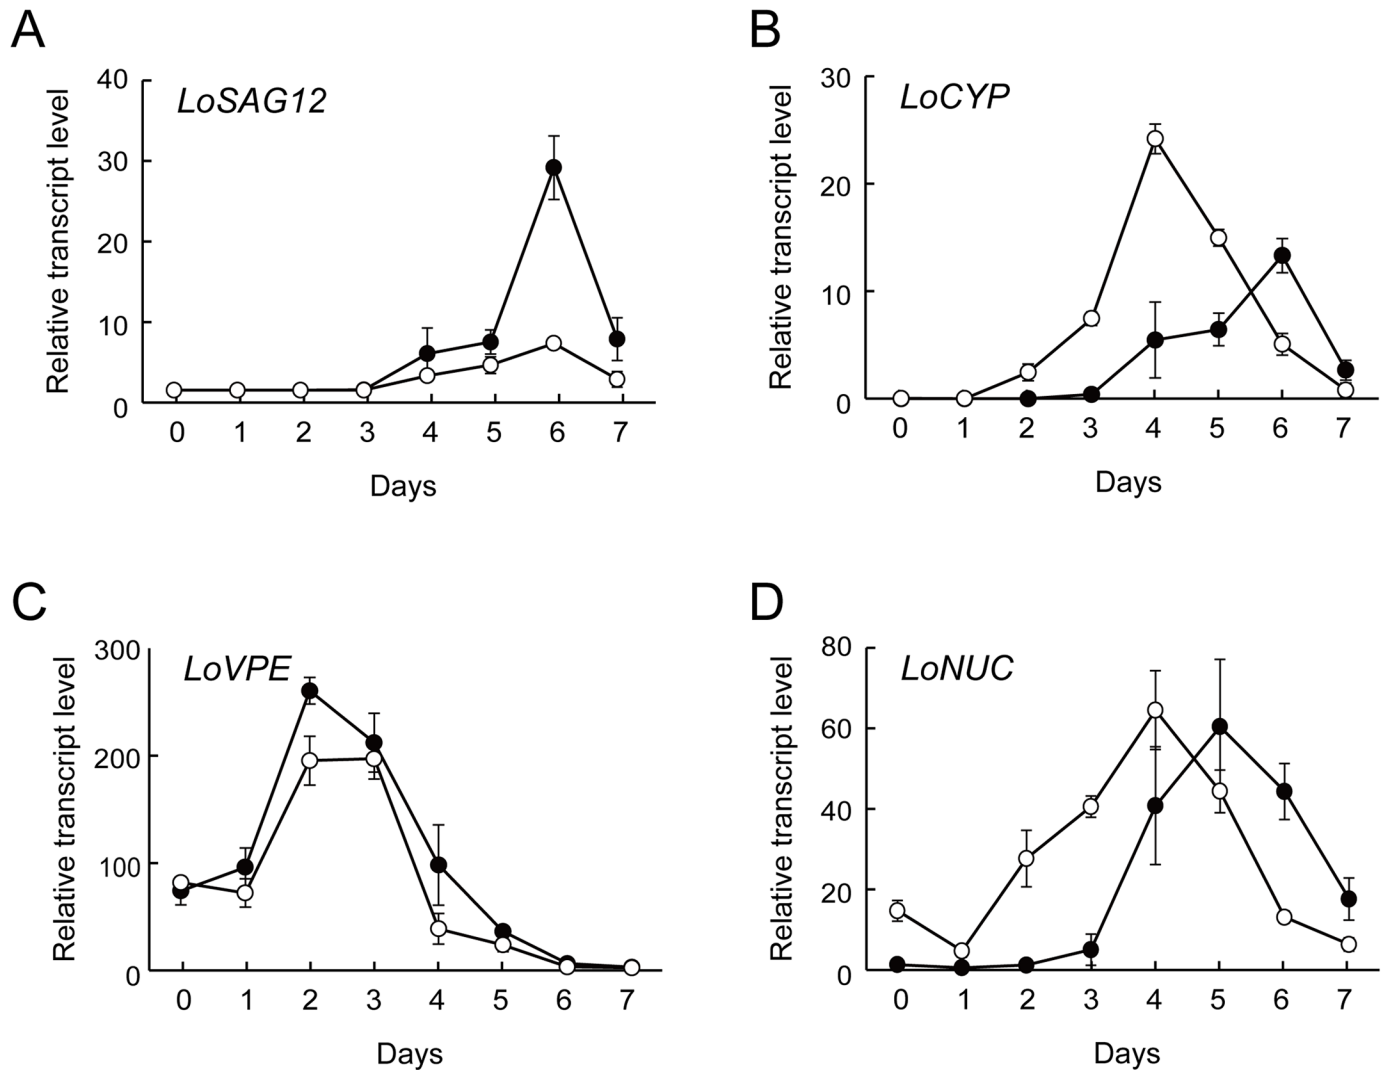 A
LoSAG12
Relative transcript level
40
30
20
10
0
0 1 2 3 4 5 6 7
Days
B
LoCYP
Relative transcript level
30
20
10
0
0 1 2 3 4 5 6 7
Days
C
LoVPE
Relative transcript level
300
200
100
0
0 1 2 3 4 5 6 7
Days
D
LoNUC
Relative transcript level
80
60
40
20
0
0 1 2 3 4 5 6 7
Days